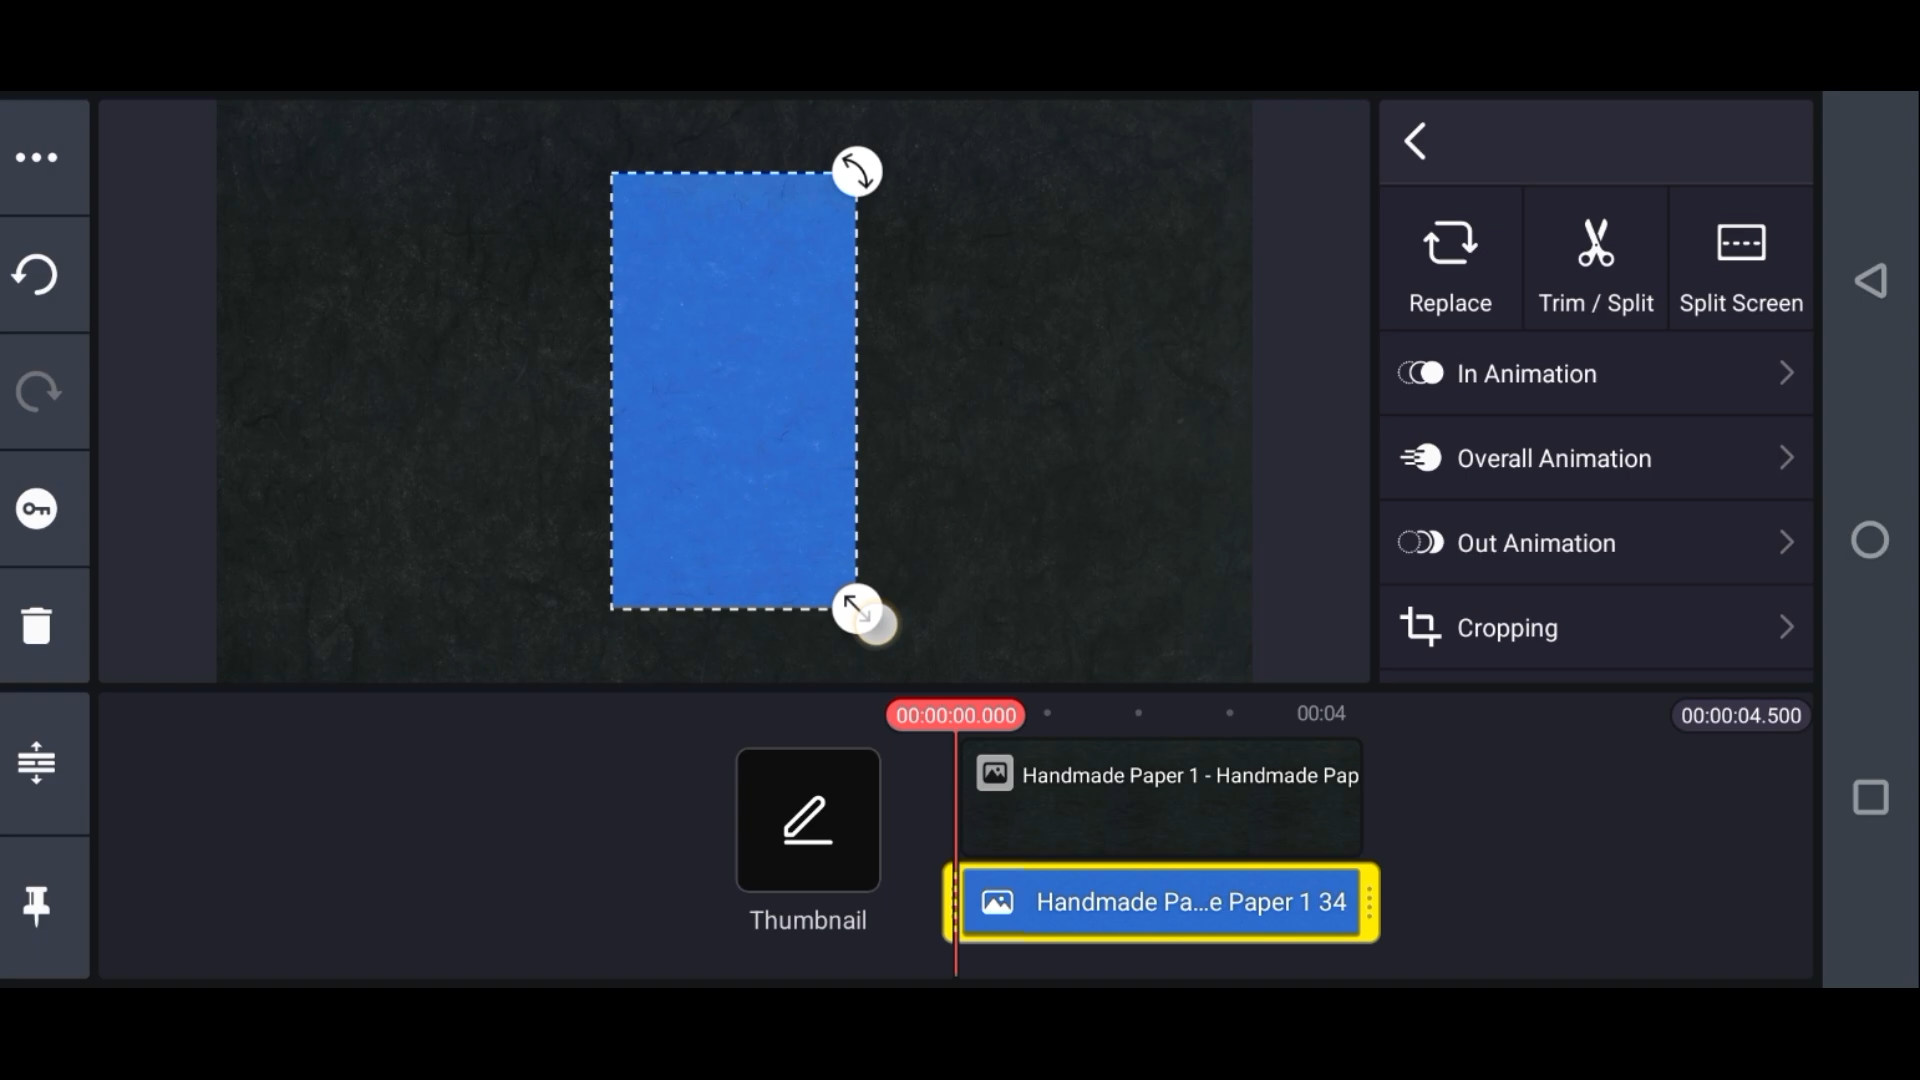 Replace
Trim / Split
Split Screen
In Animation
Overall Animation
Out Animation
Cropping
00:00:00.000
00:04
00:00:04.500
Handmade Paper 1 - Handmade Pap
Handmade Pa...e Paper 1 34
Thumbnail